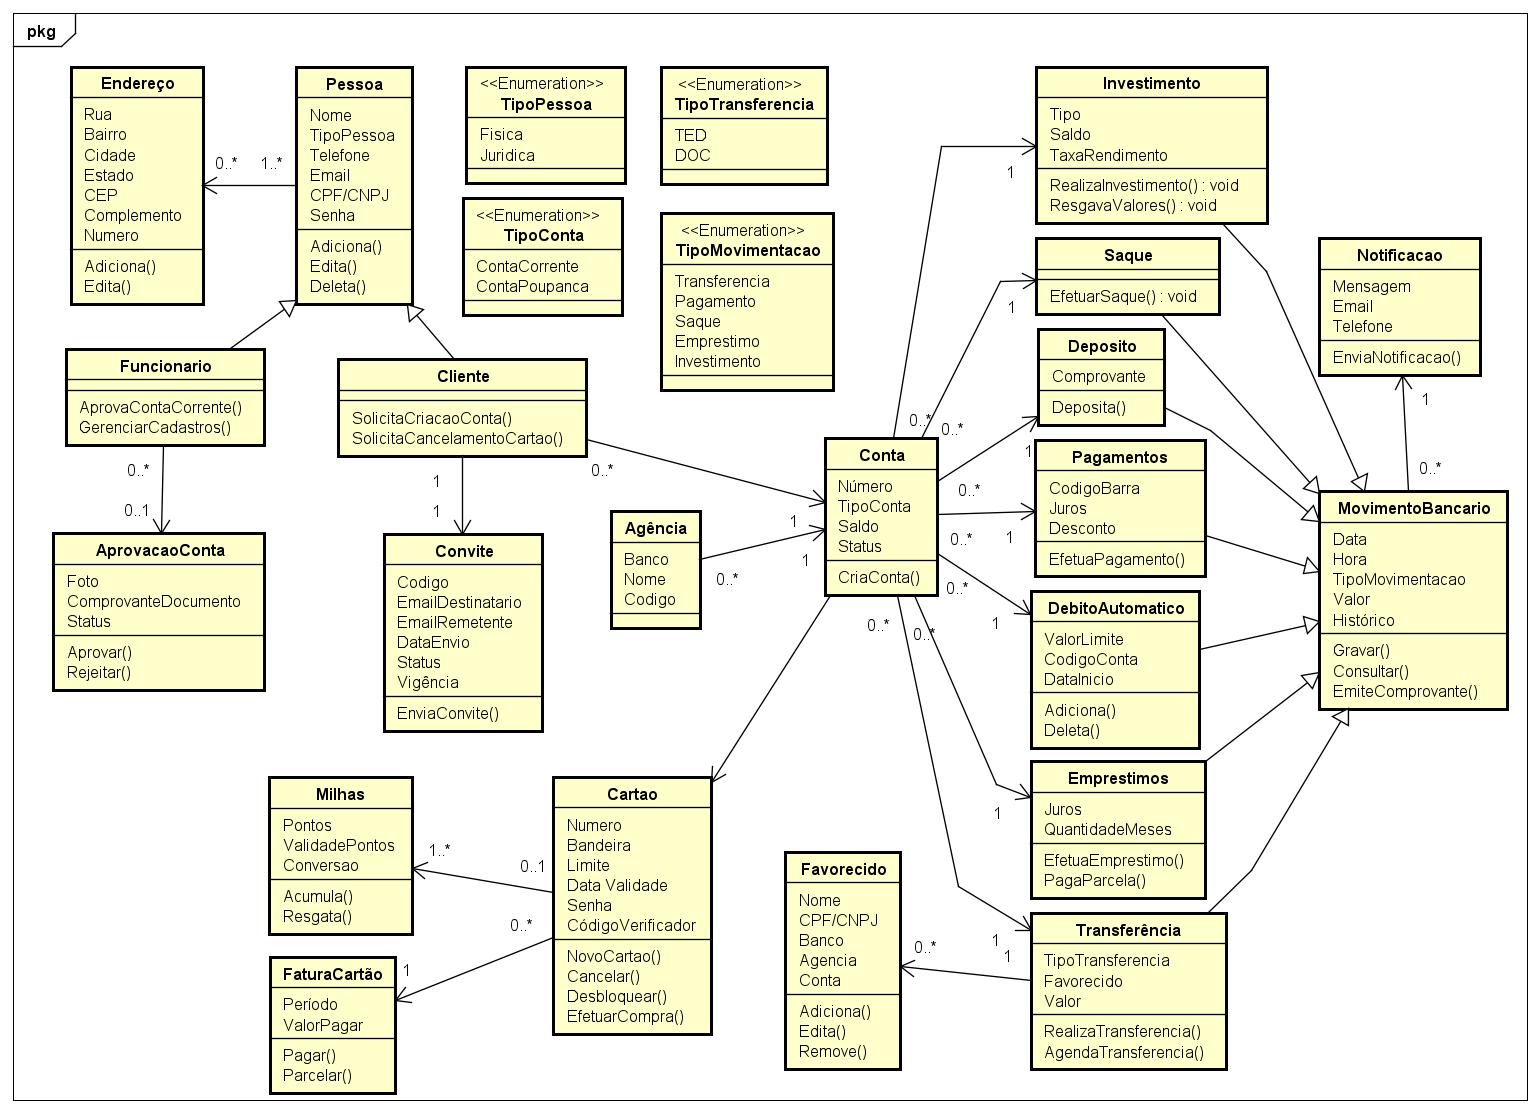 pkg
Endereço
Rua
Bairro
Cidade
Estado
CEP
Complemento
Numero
Adiciona()
Edita()
0..*
1..*
Pessoa
Nome
TipoPessoa
Telefone
Email
CPF/CNPJ
Senha
Adiciona()
Edita()
Deleta()
<<Enumeration>>
TipoPessoa
Fisica
Juridica
<<Enumeration>>
TipoConta
ContaCorrente
ContaPoupanca
<<Enumeration>>
TipoTransferencia
TED
DOC
<<Enumeration>>
TipoMovimentacao
Transferencia
Pagamento
Saque
Emprestimo
Investimento
Investimento
Tipo
Saldo
TaxaRendimento
RealizaInvestimento() : void
ResgavaValores() : void
1
Saque
EfetuarSaque() : void
1
Notificacao
Mensagem
Email
Telefone
EnviaNotificacao()
1
0..*
Deposito
Comprovante
Deposita()
1
Funcionario
AprovaContaCorrente()
GerenciarCadastros()
0..*
0..1
Cliente
SolicitaCriacaoConta()
SolicitaCancelamentoCartao()
1
1
0..*
1
0..*
0..*
0..*
0..*
0..*
0..*
0..*
Conta
Número
TipoConta
Saldo
Status
CriaConta()
Pagamentos
CodigoBarra
Juros
Desconto
EfetuaPagamento()
1
MovimentoBancario
Data
Hora
TipoMovimentacao
Valor
Histórico
Gravar()
Consultar()
EmiteComprovante()
AprovacaoConta
Foto
ComprovanteDocumento
Status
Aprovar()
Rejeitar()
Convite
Codigo
EmailDestinatario
EmailRemetente
DataEnvio
Status
Vigência
EnviaConvite()
Agência
Banco
Nome
Codigo
0..*
1
DebitoAutomatico
ValorLimite
CodigoConta
DataInicio
Adiciona()
Deleta()
1
Emprestimos
Juros
QuantidadeMeses
EfetuaEmprestimo()
PagaParcela()
1
Milhas
Pontos
ValidadePontos
Conversao
Acumula()
Resgata()
1..*
0..1
Cartao
Numero
Bandeira
Limite
Data Validade
Senha
CódigoVerificador
NovoCartao()
Cancelar()
Desbloquear()
EfetuarCompra()
0..*
1
FaturaCartão
Período
ValorPagar
Pagar()
Parcelar()
Favorecido
Nome
CPF/CNPJ
Banco
Agencia
Conta
Adiciona()
Edita()
Remove()
0..*
1
1
Transferência
TipoTransferencia
Favorecido
Valor
RealizaTransferencia()
AgendaTransferencia()